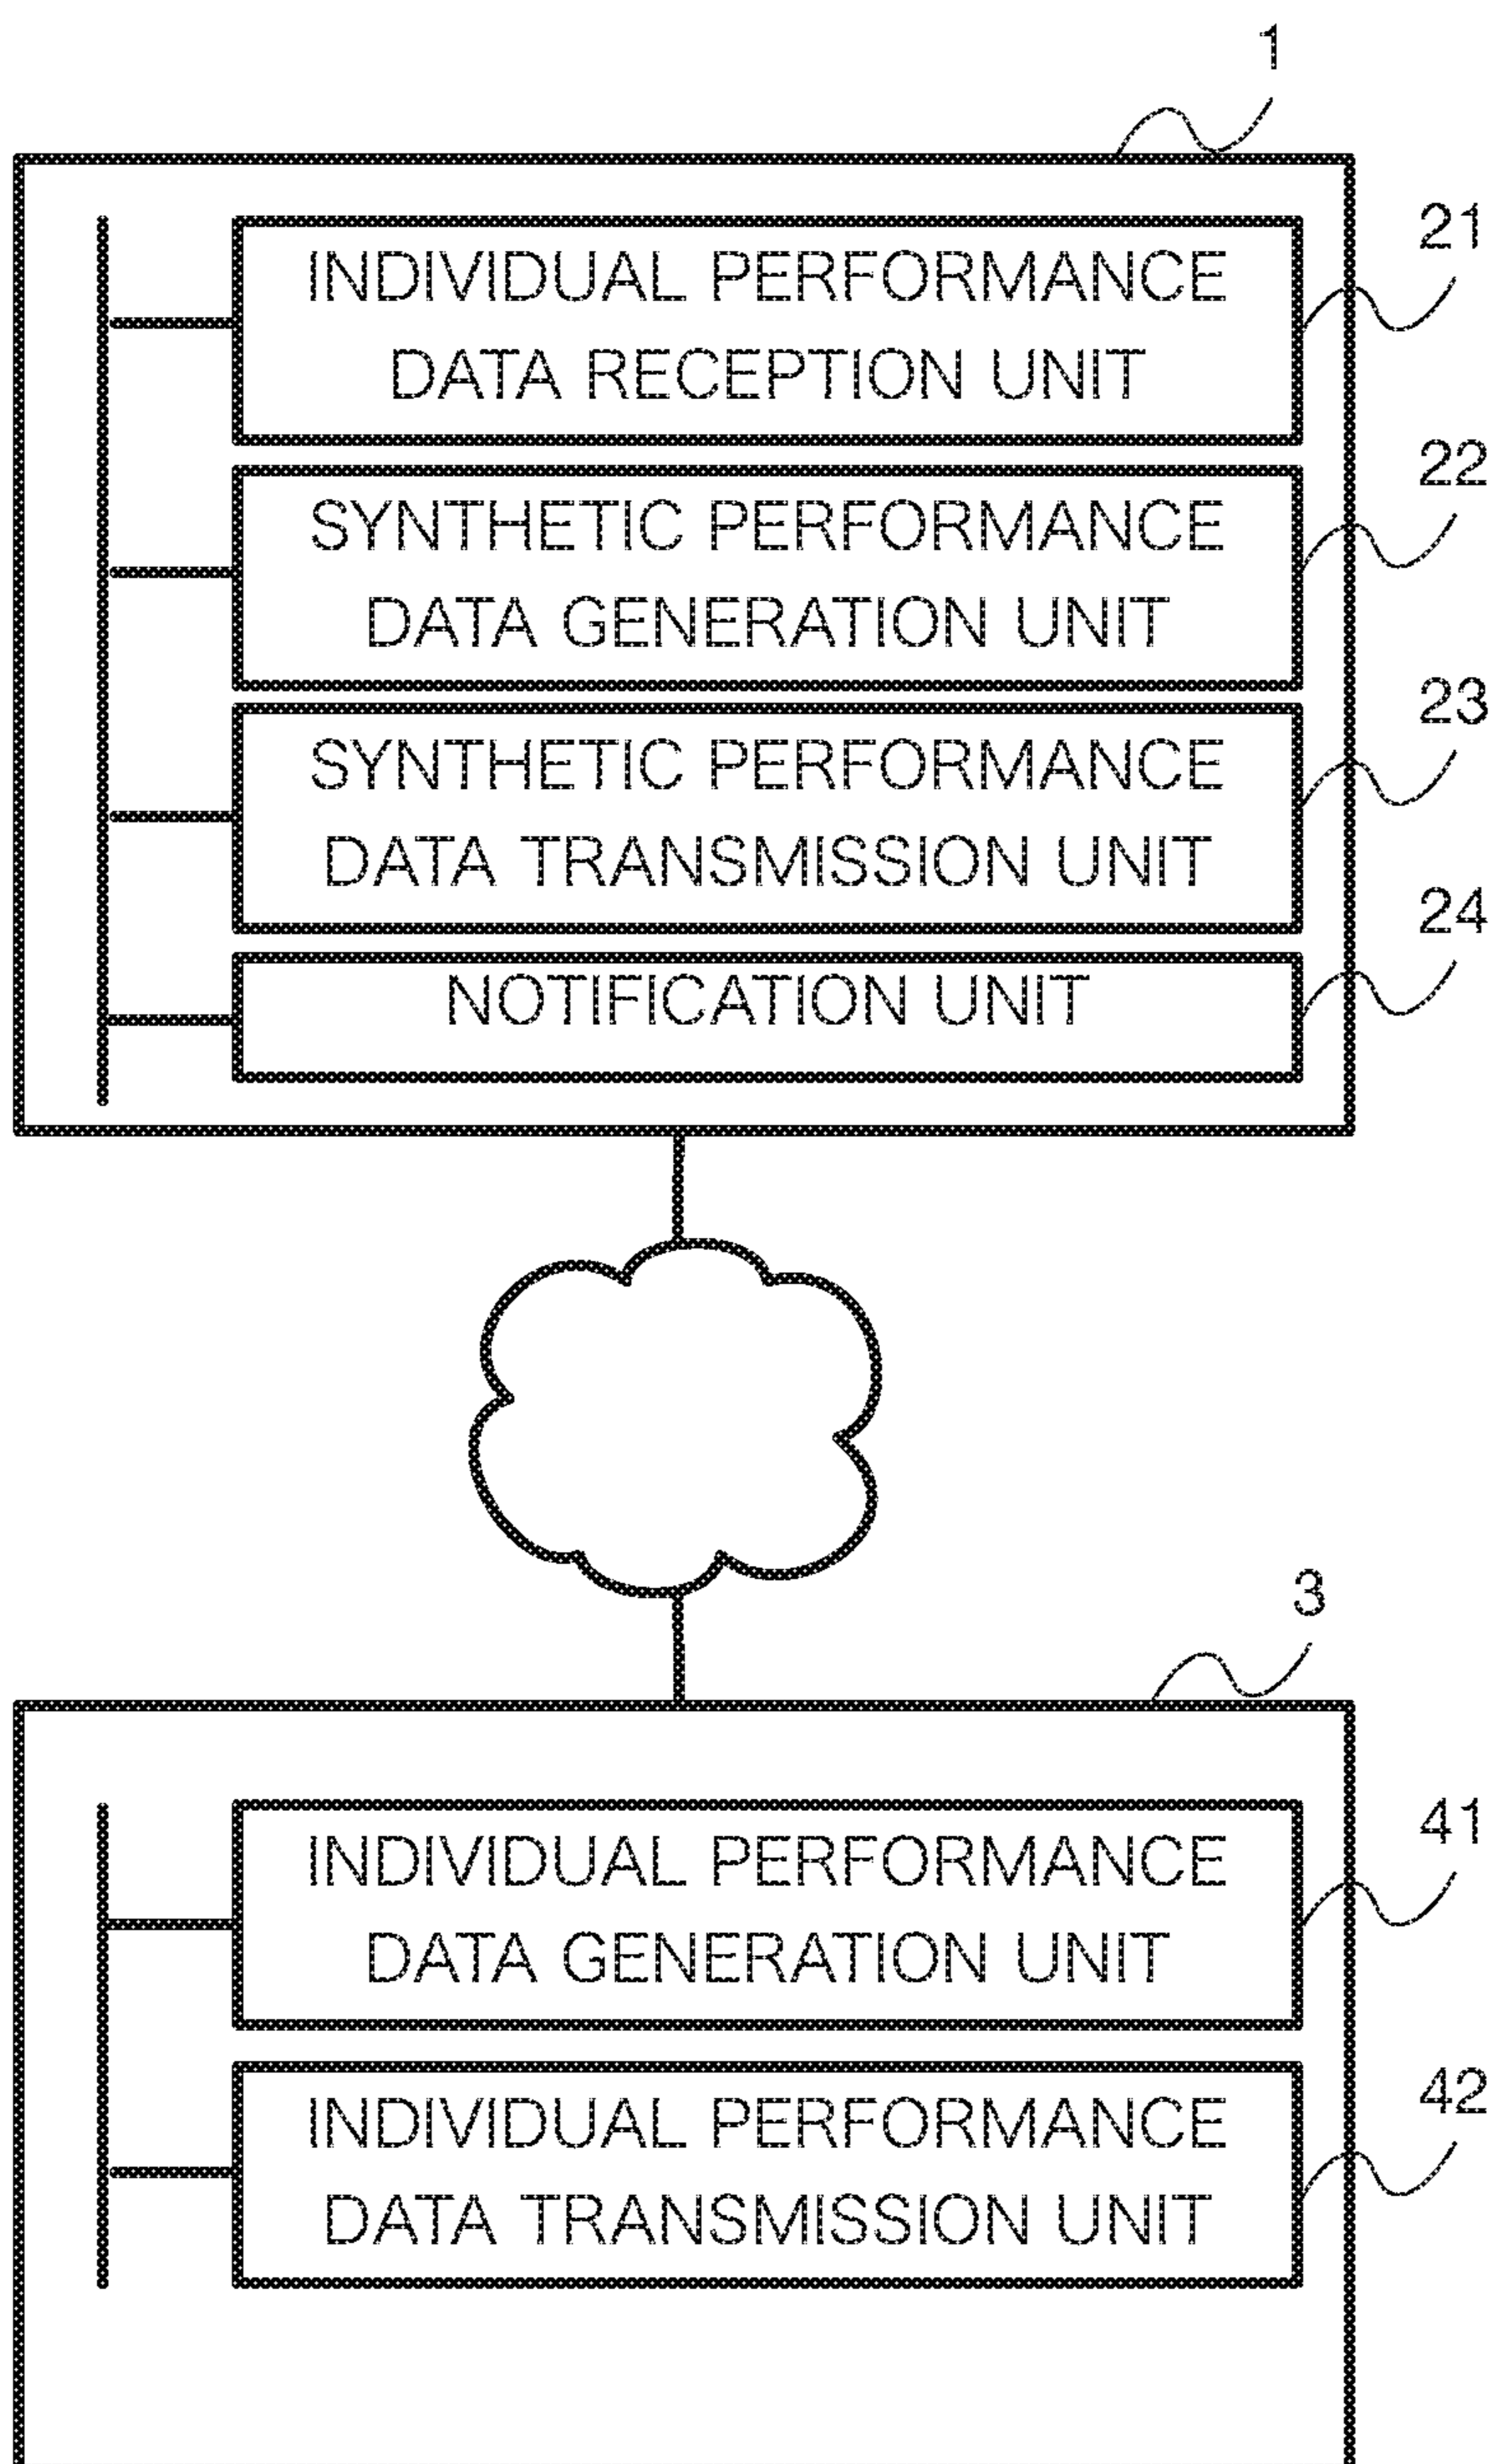 1
INDIVIDUAL PERFORMANCE
DATA RECEPTION UNIT
21
SYNTHETIC PERFORMANCE
DATA GENERATION UNIT
22
SYNTHETIC PERFORMANCE
DATA TRANSMISSION UNIT
23
NOTIFICATION UNIT
24
3
INDIVIDUAL PERFORMANCE
DATA GENERATION UNIT
41
INDIVIDUAL PERFORMANCE
DATA TRANSMISSION UNIT
42